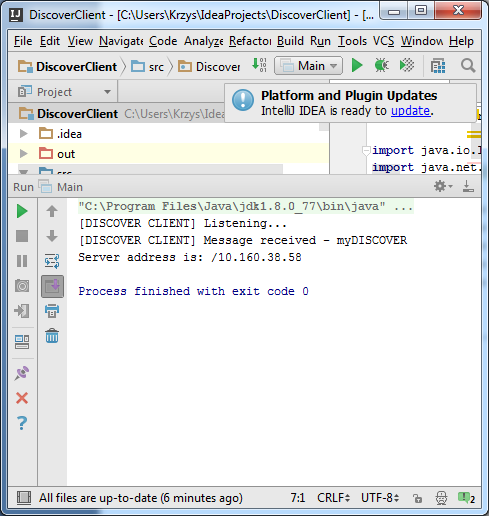 DiscoverClient - [C:\Users\Krzys\IdeaProjects\DiscoverClient] - [...
File Edit View Navigate Code Analyze Refactor Build Run Tools VCS Window Help
DiscoverClient src Discover Main
Project
Platform and Plugin Updates
IntelliJ IDEA is ready to update.
DiscoverClient C:\Users\Krzys\Idea
.idea
out
src
import java.io.I
import java.net.
Run Main
"C:\Program Files\Java\jdk1.8.0_77\bin\java" ...
[DISCOVER CLIENT] Listening...
[DISCOVER CLIENT] Message received - myDISCOVER
Server address is: /10.160.38.58
Process finished with exit code 0
All files are up-to-date (6 minutes ago) 7:1 CRLF UTF-8 2